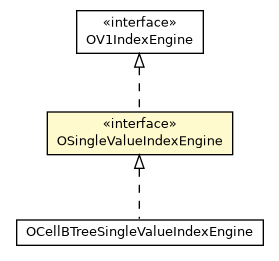 «interface»
OV1IndexEngine
«interface»
OSingleValueIndexEngine
OCellBTreeSingleValueIndexEngine